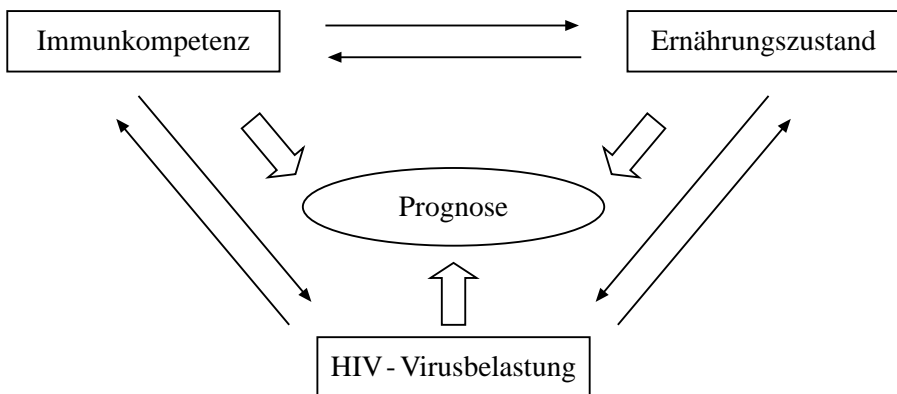 Immunkompetenz
Ernährungszustand
Prognose
HIV - Virusbelastung